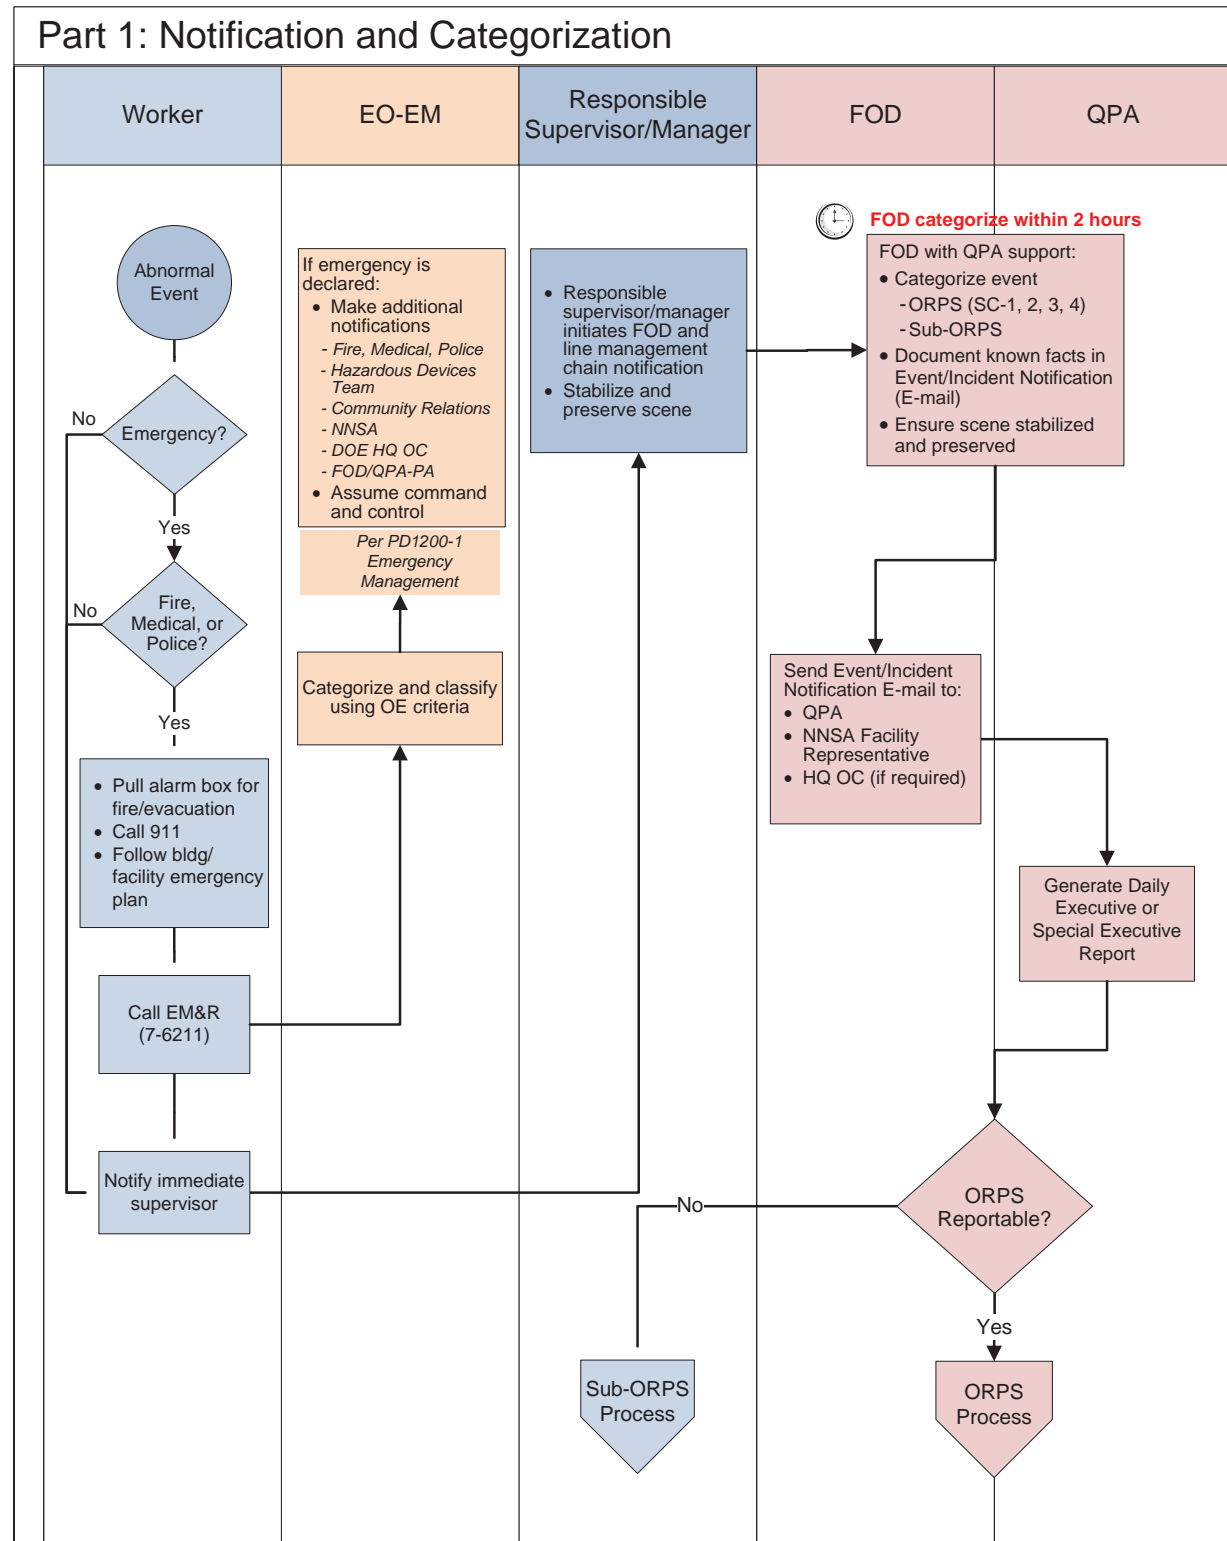 Part 1: Notification and Categorization
Worker
EO-EM
Responsible
Supervisor/Manager
FOD
QPA
Abnormal
Event
Emergency?
No
Yes
Fire,
Medical, or
Police?
No
Yes
• Pull alarm box for
fire/evacuation
• Call 911
• Follow bldg/
facility emergency
plan
Call EM&R
(7-6211)
Notify immediate
supervisor
If emergency is
declared:
• Make additional
notifications
- Fire, Medical, Police
- Hazardous Devices
Team
- Community Relations
- NNSA
- DOE HQ OC
- FOD/QPA-PA
• Assume command
and control
Per PD1200-1
Emergency
Management
Categorize and classify
using OE criteria
• Responsible
supervisor/manager
initiates FOD and
line management
chain notification
• Stabilize and
preserve scene
FOD categorize within 2 hours
FOD with QPA support:
• Categorize event
- ORPS (SC-1, 2, 3, 4)
- Sub-ORPS
• Document known facts in
Event/Incident Notification
(E-mail)
• Ensure scene stabilized
and preserved
Send Event/Incident
Notification E-mail to:
• QPA
• NNSA Facility
Representative
• HQ OC (if required)
Generate Daily
Executive or
Special Executive
Report
ORPS
Reportable?
No
Yes
Sub-ORPS
Process
ORPS
Process